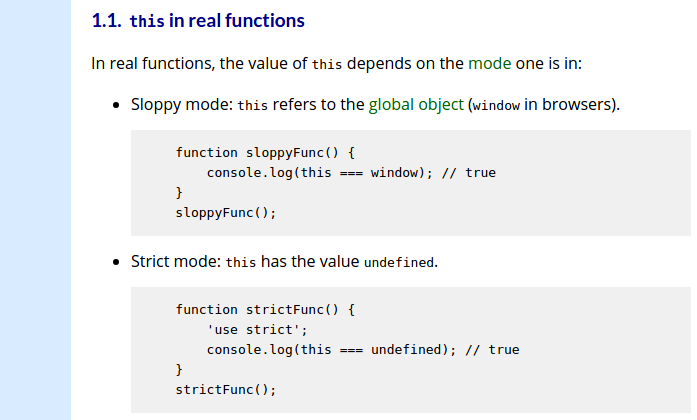 1.1. this in real functions
In real functions, the value of this depends on the mode one is in:
• Sloppy mode: this refers to the global object (window in browsers).
function sloppyFunc() {
    console.log(this === window); // true
}
sloppyFunc();
• Strict mode: this has the value undefined.
function strictFunc() {
    'use strict';
    console.log(this === undefined); // true
}
strictFunc();